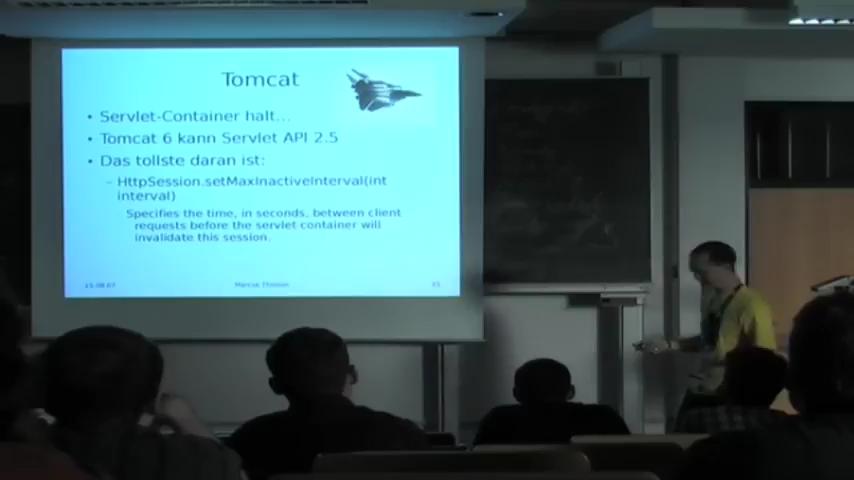 Tomcat
• Servlet-Container halt...
• Tomcat 6 kann Servlet API 2.5
• Das tollste daran ist:
– HttpSession.setMaxInactiveInterval(int
interval)
Specifies the time, in seconds, between client
requests before the servlet container will
invalidate this session.